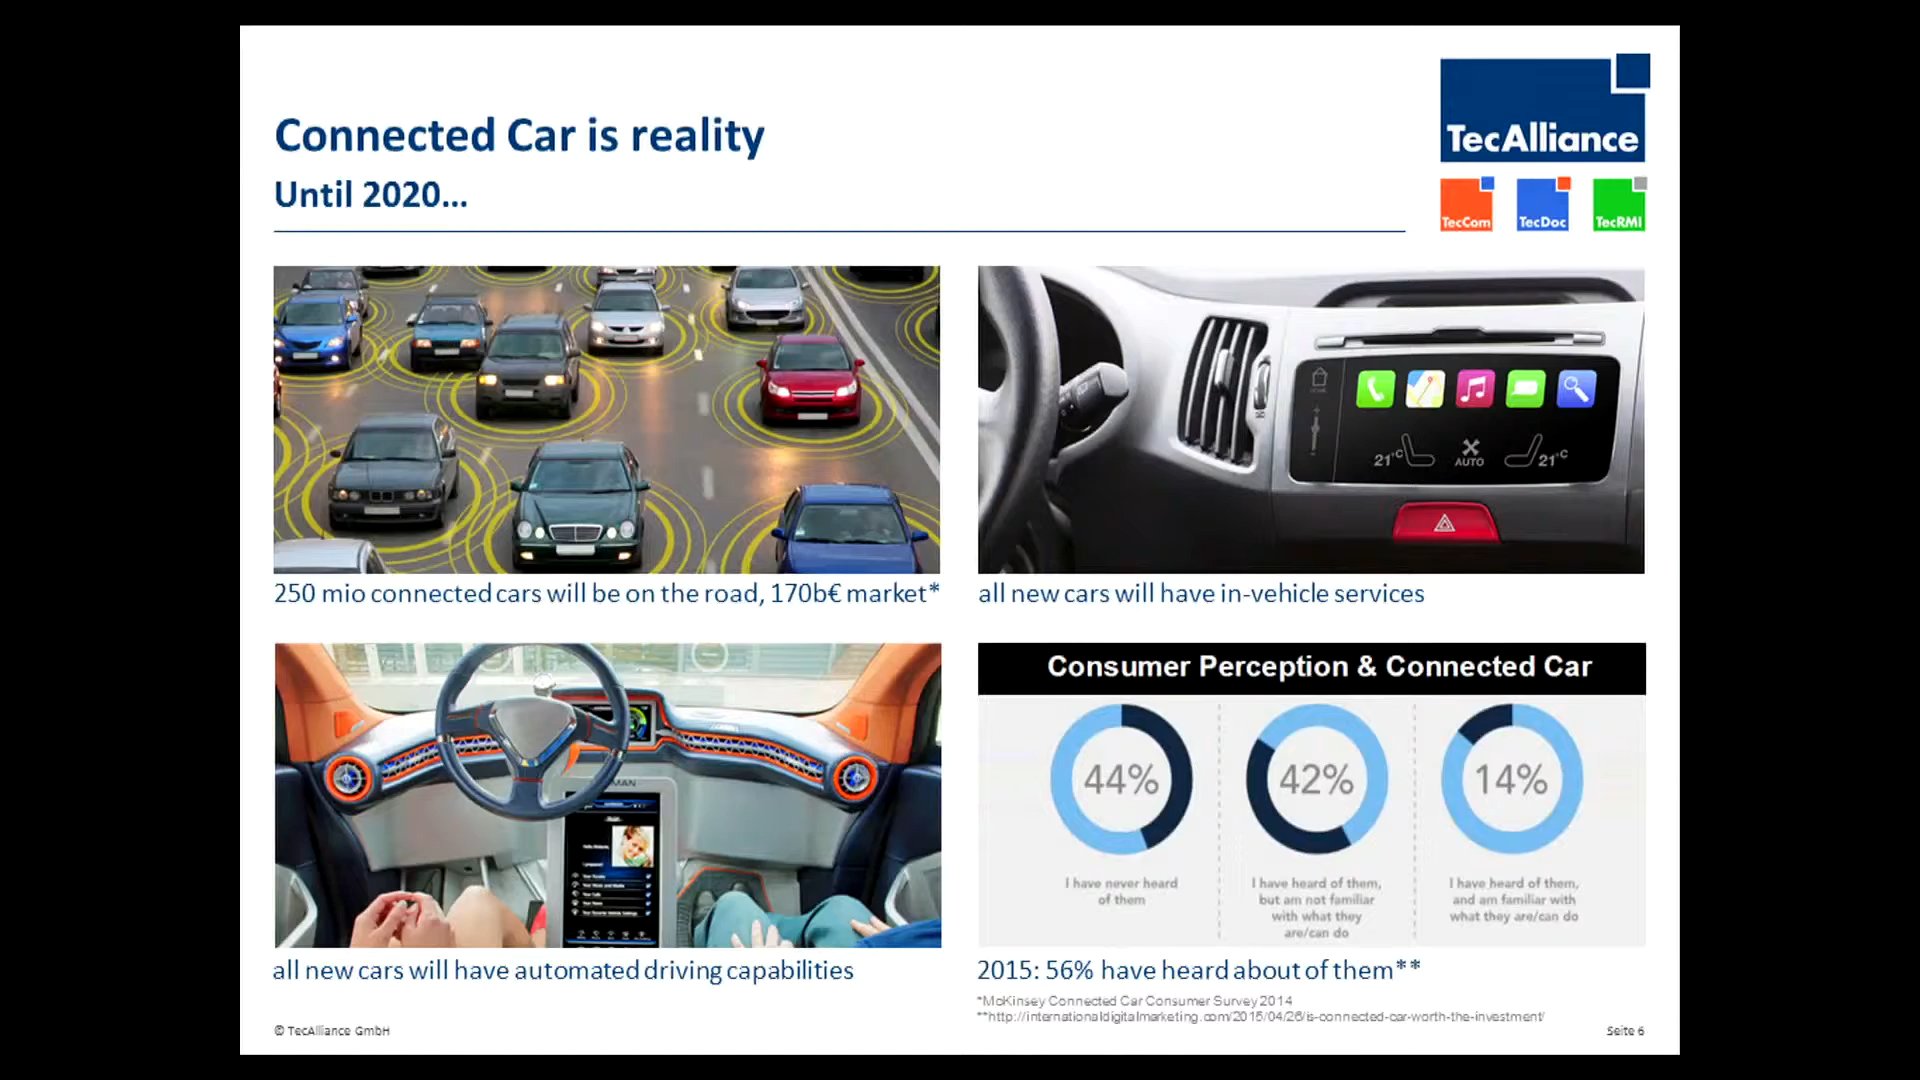 Connected Car is reality
Until 2020...
TecAlliance
TecCom
TecDoc
TecRMI
21°C
AUTO
21°C
250 mio connected cars will be on the road, 170b€ market*
all new cars will have in-vehicle services
Consumer Perception & Connected Car
44%
42%
14%
I have never heard
of them
I have heard of them,
but am not familiar
with what they
are/can do
I have heard of them,
and am familiar with
what they are/can do
all new cars will have automated driving capabilities
2015: 56% have heard about of them**
*McKinsey Connected Car Consumer Survey 2014
**http://internationaldigitalmarketing.com/2015/04/26/is-connected-car-worth-the-investment/
© TecAlliance GmbH
Seite 6